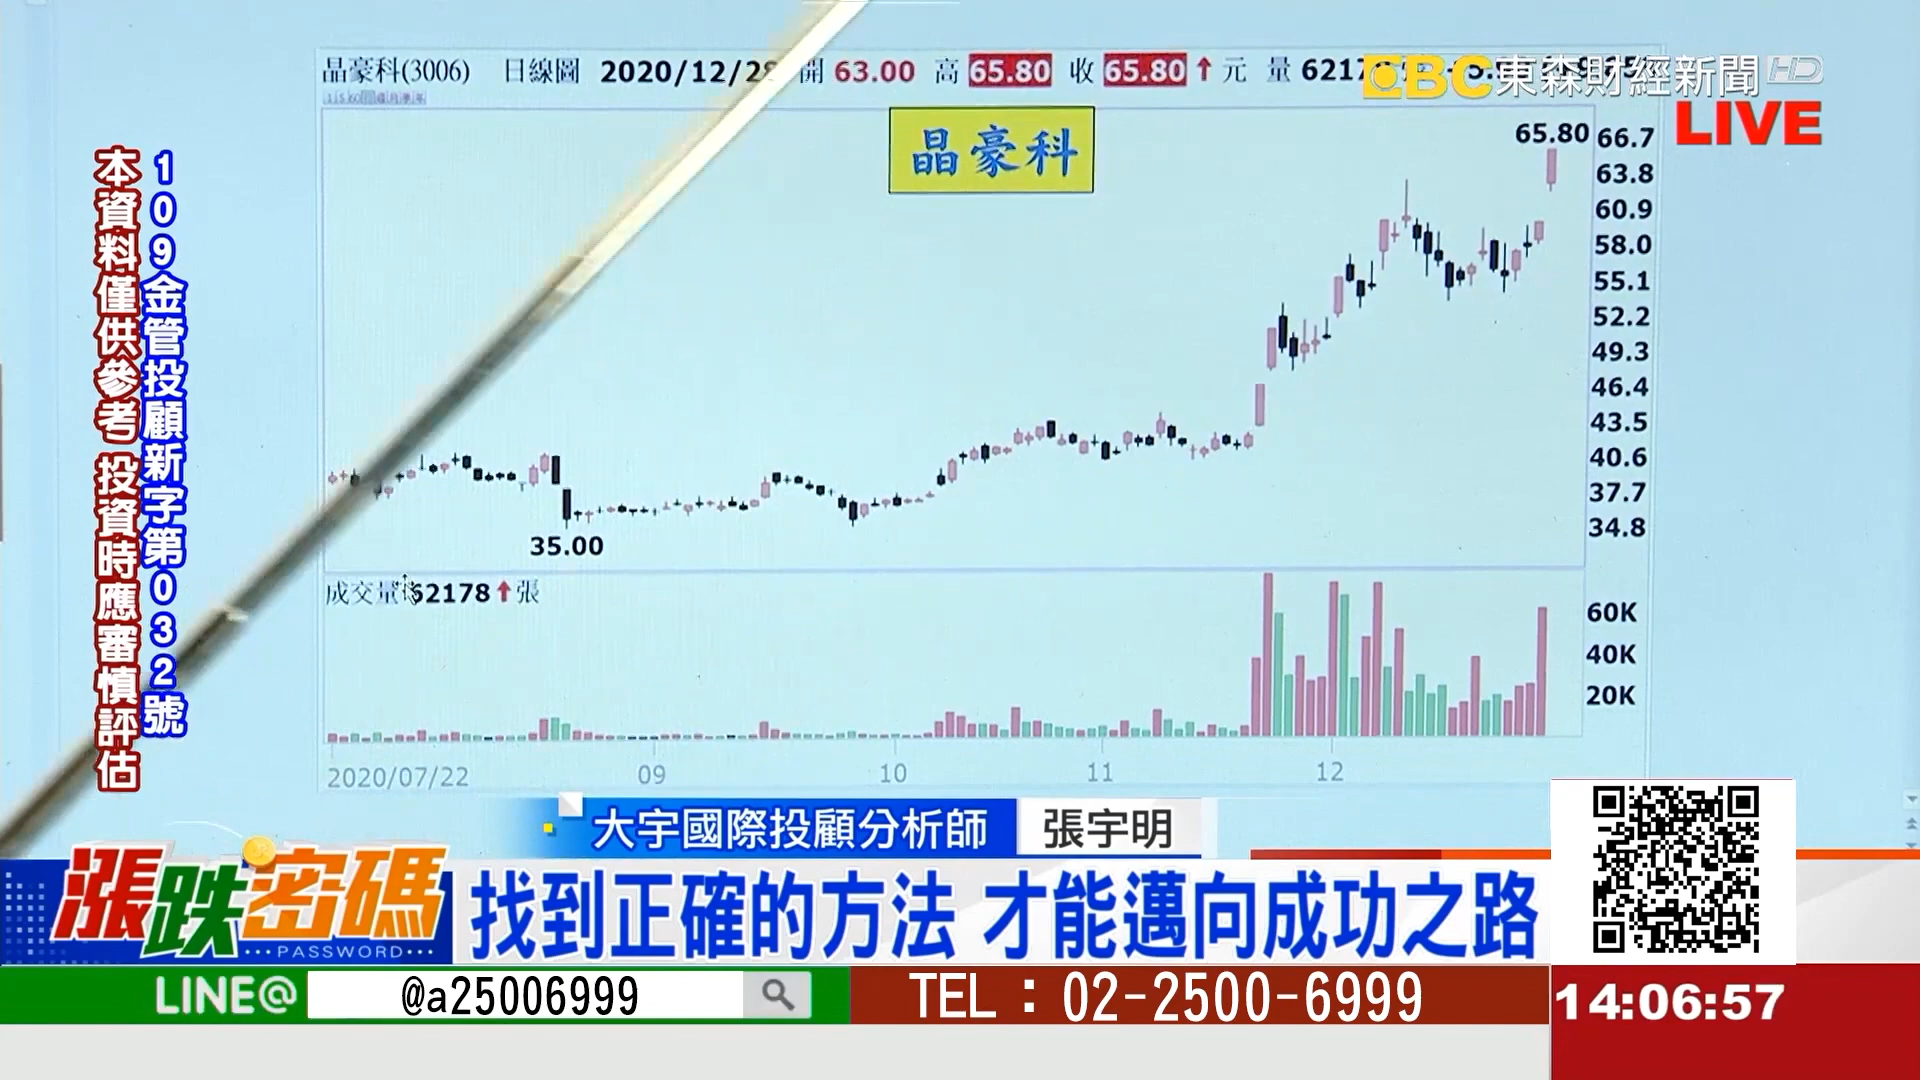 晶豪科(3006) 日線圖 2020/12/28 開 63.00 高 65.80 收 65.80 ↑ 元 量
EBC 東森財經新聞 HD
LIVE
晶豪科
65.80
66.7
63.8
60.9
58.0
55.1
52.2
49.3
46.4
43.5
40.6
37.7
34.8
35.00
成交量 62178 ↑ 張
60K
40K
20K
2020/07/22 09 10 11 12
109金管投顧新字第032號
本資料僅供參考 投資時應審慎評估
大宇國際投顧分析師 張宇明
漲跌密碼
PASSWORD
找到正確的方法 才能邁向成功之路
LINE@ @a25006999
TEL：02-2500-6999
14:06:57